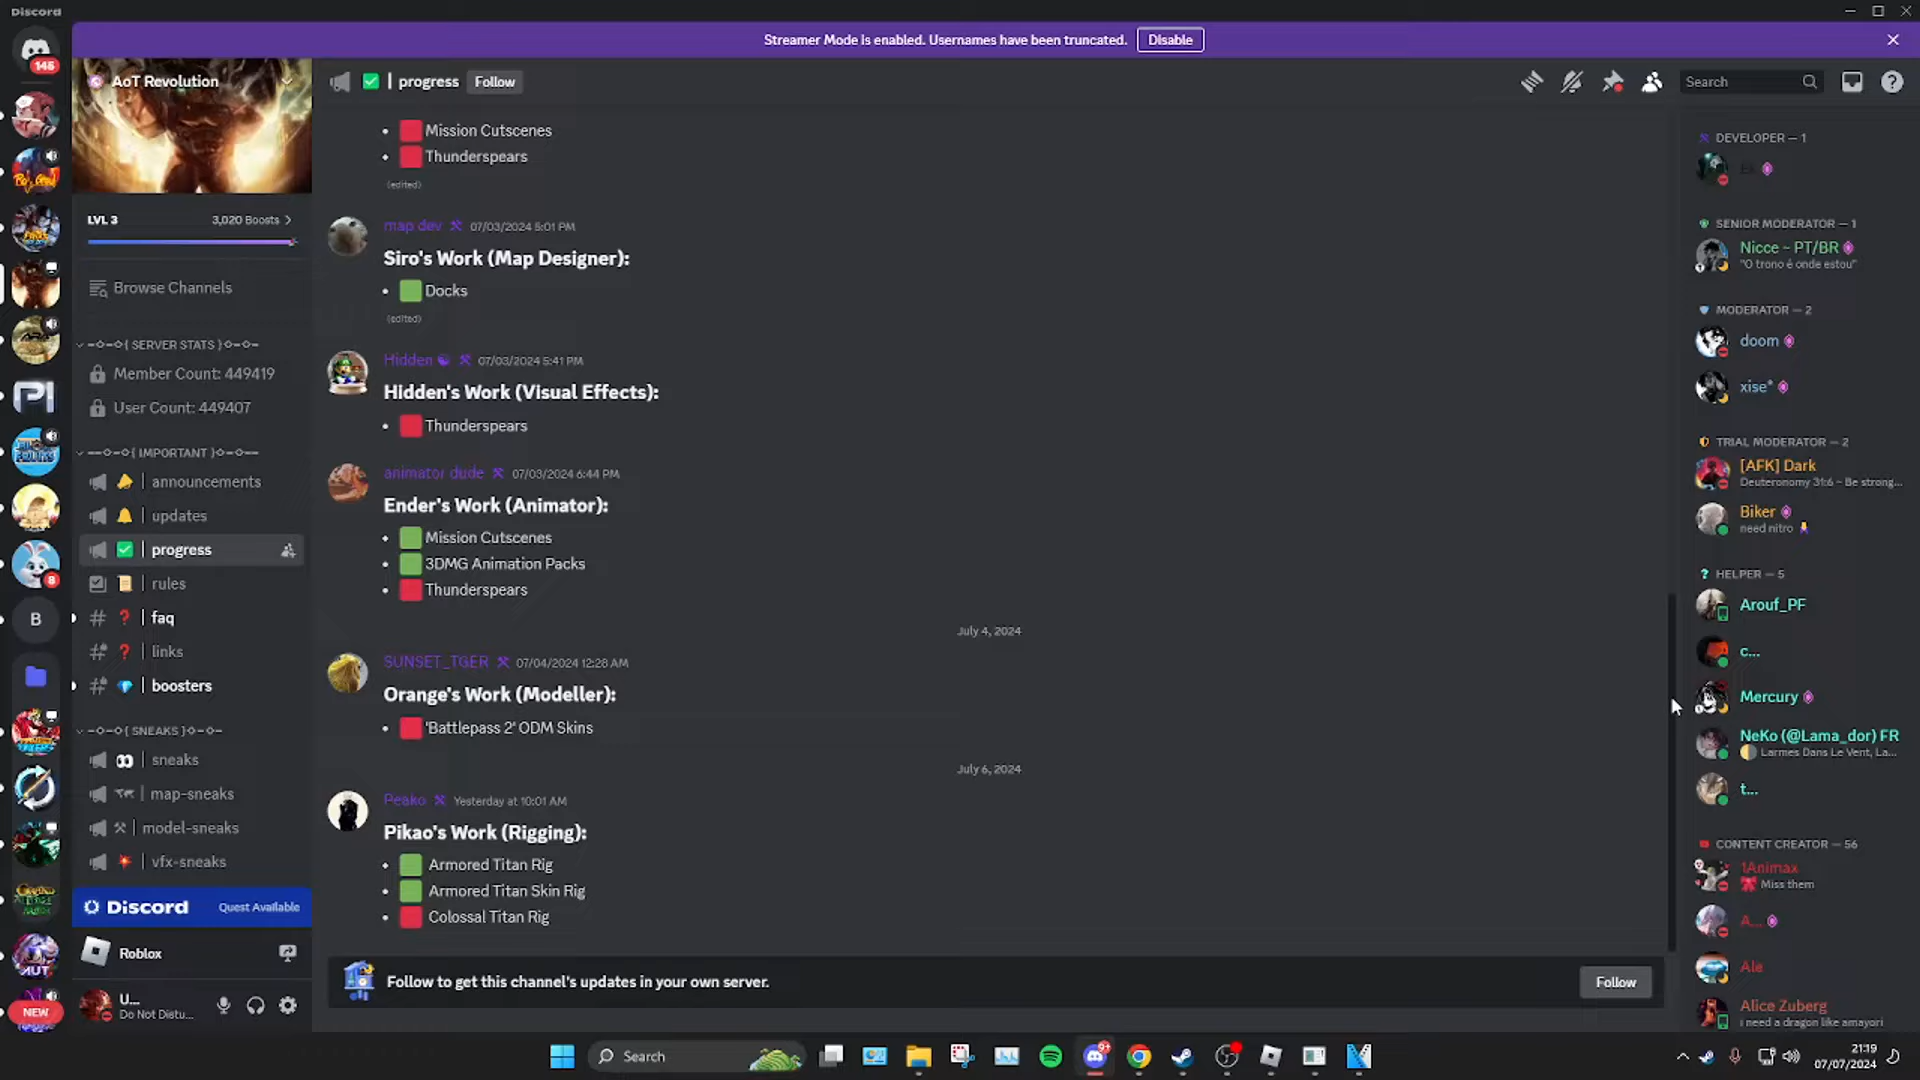 Discord
Streamer Mode is enabled. Usernames have been truncated.
Disable
145
AoT Revolution
LVL 3
3,020 Boosts
Browse Channels
SERVER STATS
Member Count: 449419
User Count: 449407
IMPORTANT
announcements
updates
progress
rules
faq
links
boosters
SNEAKS
sneaks
map-sneaks
model-sneaks
vfx-sneaks
Discord
Quest Available
Roblox
U...
Do Not Distu...
PI
8
B
AUT
NEW
progress
Follow
Search
Mission Cutscenes
Thunderspears
(edited)
map dev
07/03/2024 5:01 PM
Siro's Work (Map Designer):
Docks
(edited)
Hidden
07/03/2024 5:41 PM
Hidden's Work (Visual Effects):
Thunderspears
animator dude
07/03/2024 6:44 PM
Ender's Work (Animator):
Mission Cutscenes
3DMG Animation Packs
Thunderspears
July 4, 2024
SUNSET_TGER
07/04/2024 12:28 AM
Orange's Work (Modeller):
'Battlepass 2' ODM Skins
July 6, 2024
Peako
Yesterday at 10:01 AM
Pikao's Work (Rigging):
Armored Titan Rig
Armored Titan Skin Rig
Colossal Titan Rig
Follow to get this channel's updates in your own server.
Follow
DEVELOPER — 1
SENIOR MODERATOR — 1
Nicce - PT/BR
"O trono é onde estou"
MODERATOR — 2
doom
xise*
TRIAL MODERATOR — 2
[AFK] Dark
Deuteronomy 31:6 - Be strong...
Biker
need nitro
HELPER — 5
Arouf_PF
c...
Mercury
NeKo (@Lama_dor) FR
Larmes Dans Le Vent, La...
t...
CONTENT CREATOR — 56
1Animax
Miss them
A...
Ale
Alice Zuberg
i need a dragon like amayori
Search
9+
21:19
07/07/2024